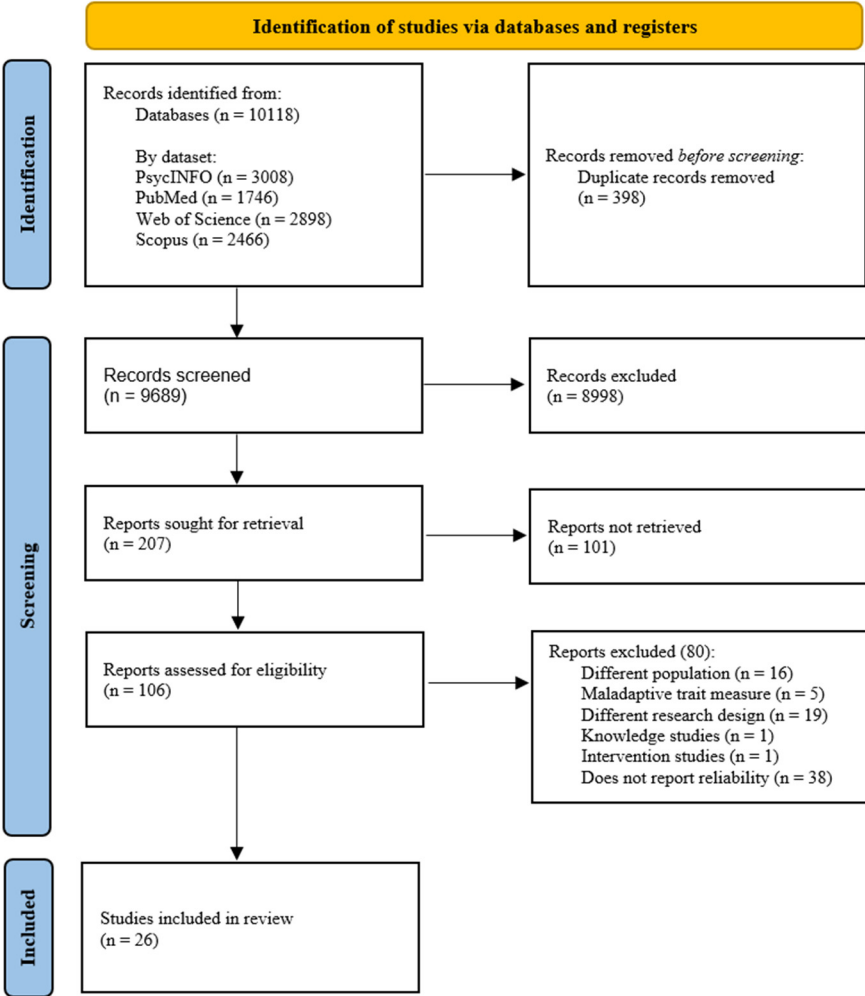 Identification of studies via databases and registers
Identification
Records identified from:
Databases (n = 10118)
By dataset:
PsycINFO (n = 3008)
PubMed (n = 1746)
Web of Science (n = 2898)
Scopus (n = 2466)
Records removed before screening:
Duplicate records removed
(n = 398)
Screening
Records screened
(n = 9689)
Records excluded
(n = 8998)
Reports sought for retrieval
(n = 207)
Reports not retrieved
(n = 101)
Reports assessed for eligibility
(n = 106)
Reports excluded (80):
Different population (n = 16)
Maladaptive trait measure (n = 5)
Different research design (n = 19)
Knowledge studies (n = 1)
Intervention studies (n = 1)
Does not report reliability (n = 38)
Included
Studies included in review
(n = 26)